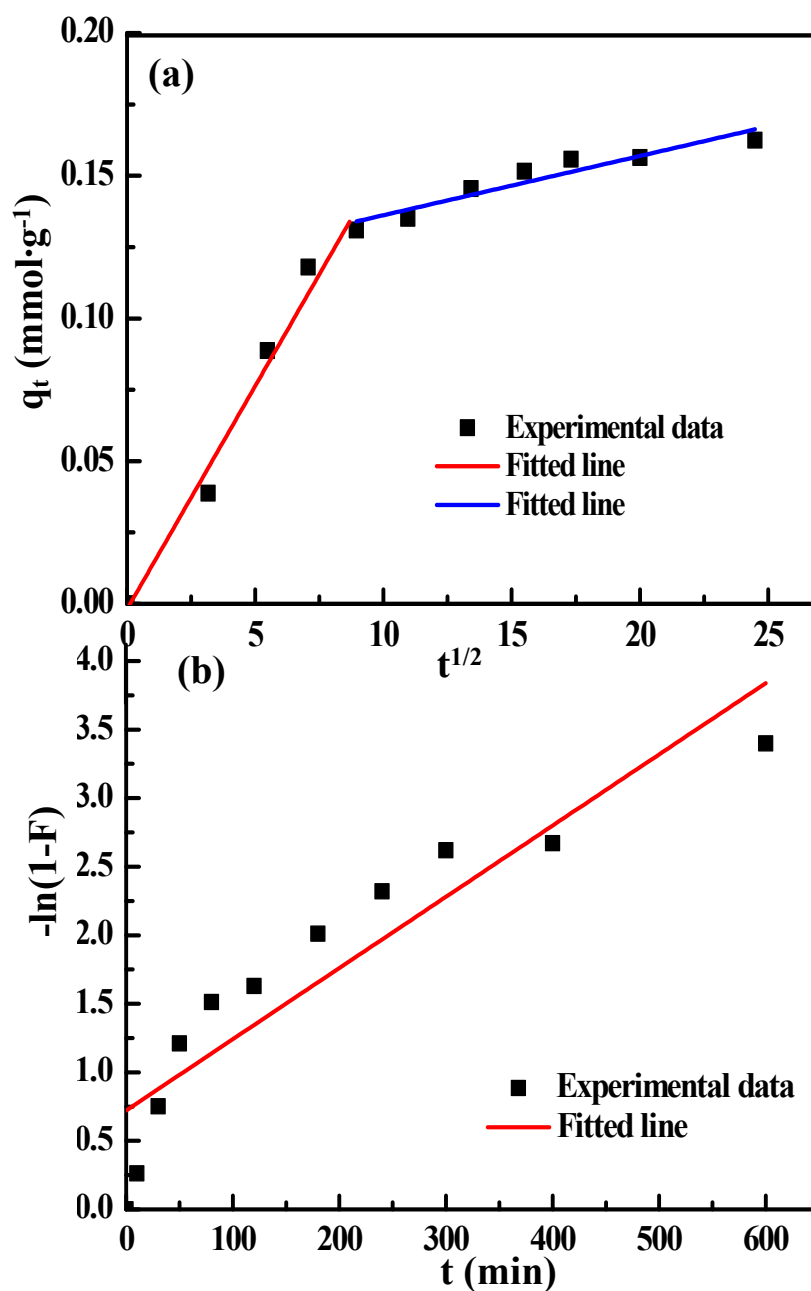 (a)
0.20
0.15
0.10
0.05
0.00
qₜ (mmol·g⁻¹)
Experimental data
Fitted line
Fitted line
0 5 10 15 20 25
t¹/²
(b)
4.0
3.5
3.0
2.5
2.0
1.5
1.0
0.5
0.0
-ln(1-F)
Experimental data
Fitted line
0 100 200 300 400 500 600
t (min)